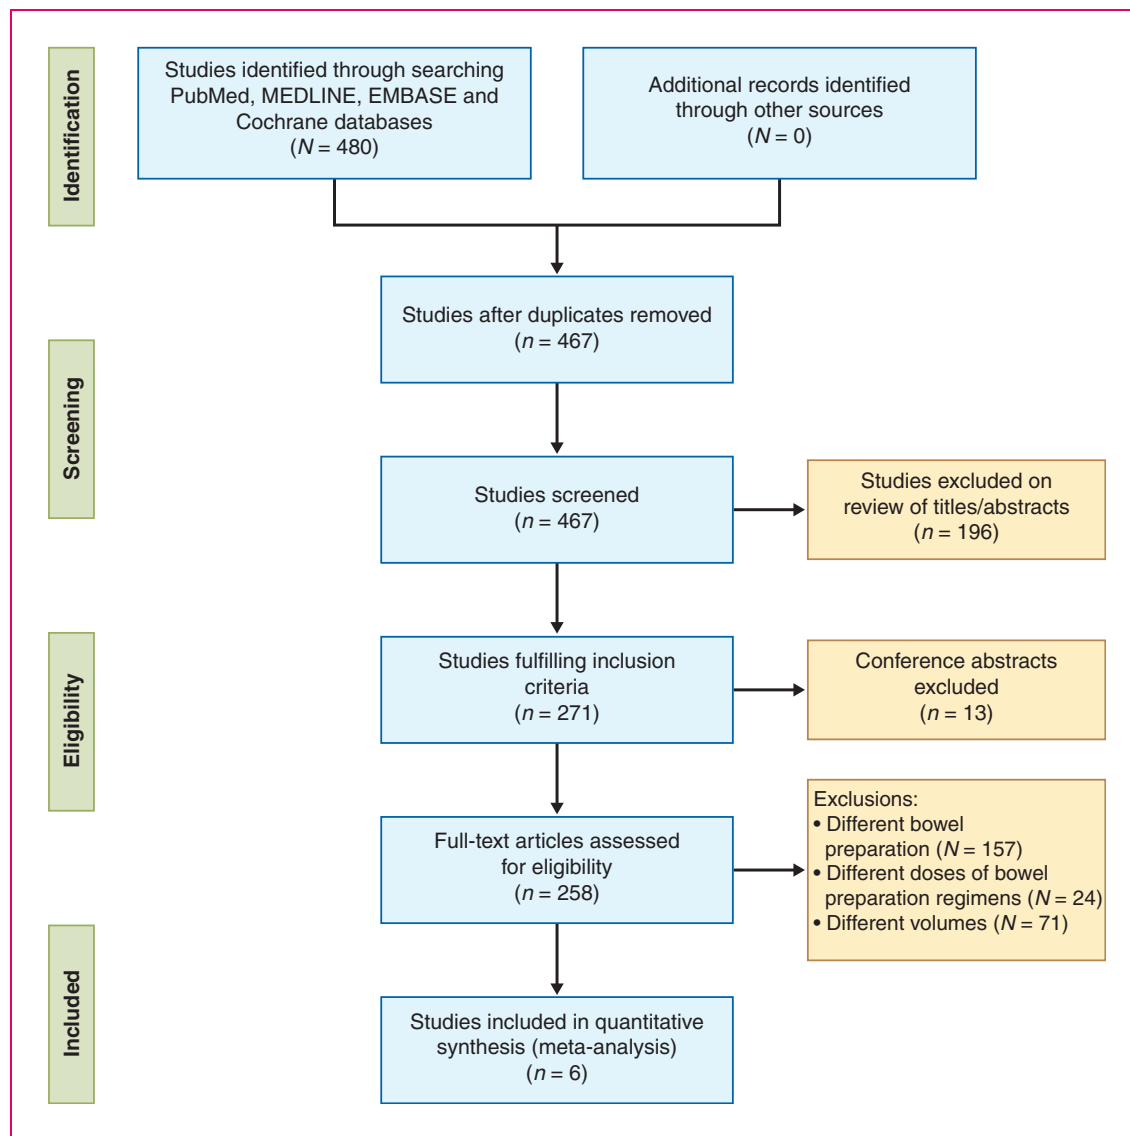 Identification
Studies identified through searching
PubMed, MEDLINE, EMBASE and
Cochrane databases
(N = 480)
Additional records identified
through other sources
(N = 0)
Studies after duplicates removed
(n = 467)
Screening
Studies screened
(n = 467)
Studies excluded on
review of titles/abstracts
(n = 196)
Eligibility
Studies fulfilling inclusion
criteria
(n = 271)
Conference abstracts
excluded
(n = 13)
Full-text articles assessed
for eligibility
(n = 258)
Exclusions:
• Different bowel
preparation (N = 157)
• Different doses of bowel
preparation regimens (N = 24)
• Different volumes (N = 71)
Included
Studies included in quantitative
synthesis (meta-analysis)
(n = 6)